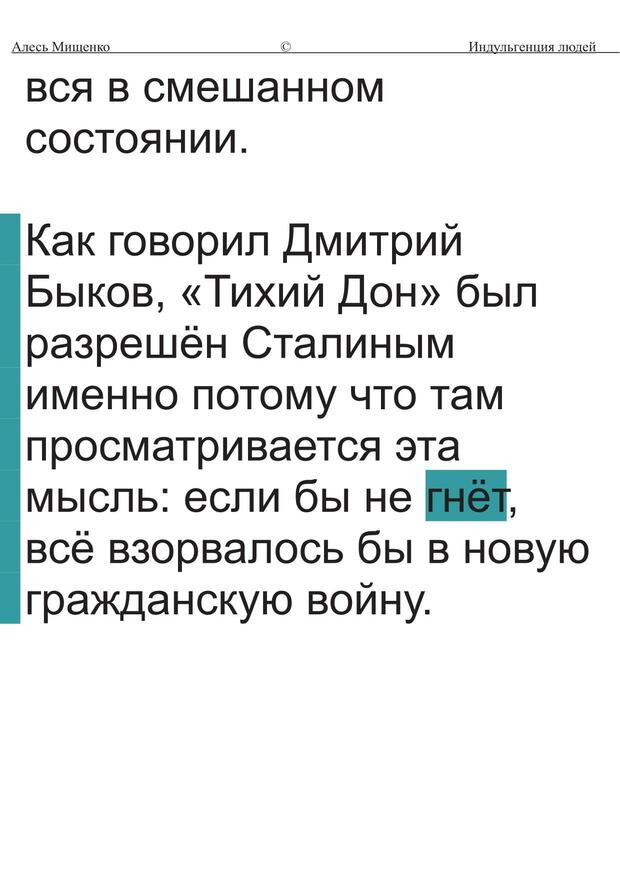 Алесь Мищенко © Индульгенция людей
вся в смешанном
состоянии.
Как говорил Дмитрий
Быков, «Тихий Дон» был
разрешён Сталиным
именно потому что там
просматривается эта
мысль: если бы не гнёт,
всё взорвалось бы в новую
гражданскую войну.